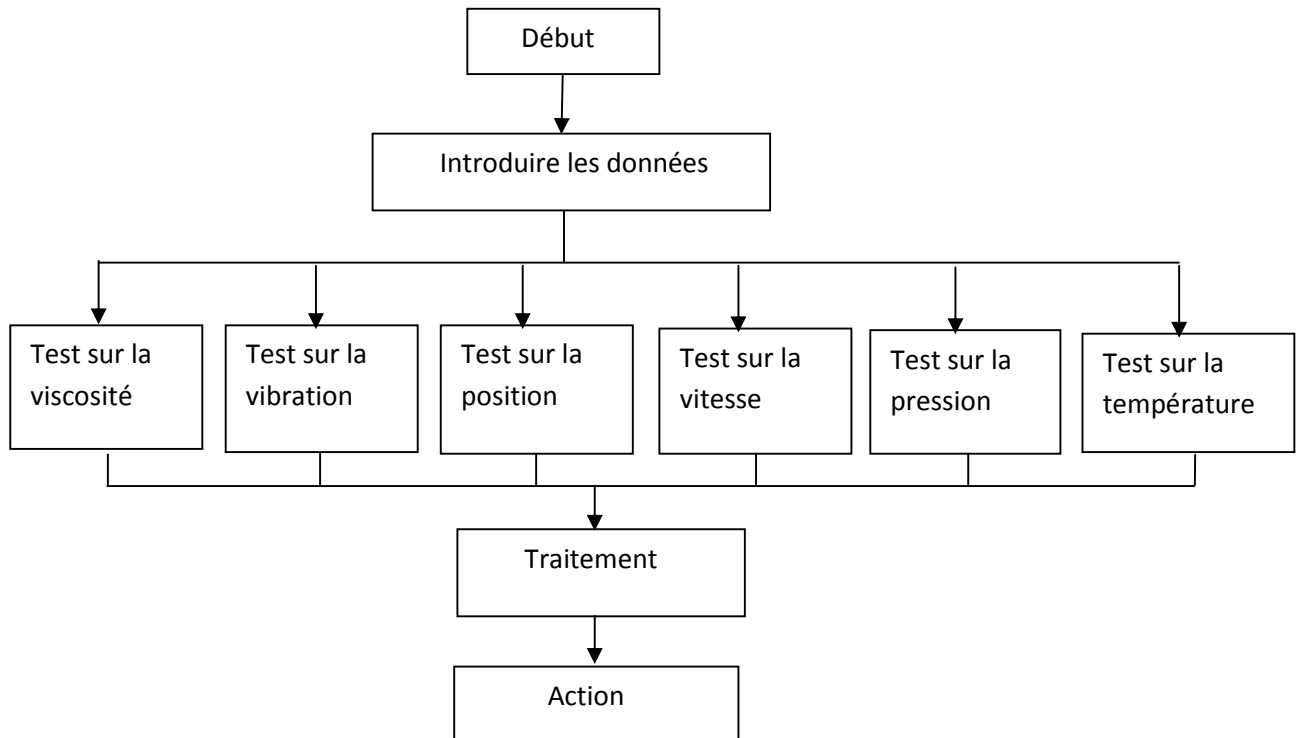 Début
Introduire les données
Test sur la
viscosité
Test sur la
vibration
Test sur la
position
Test sur la
vitesse
Test sur la
pression
Test sur la
température
Traitement
Action